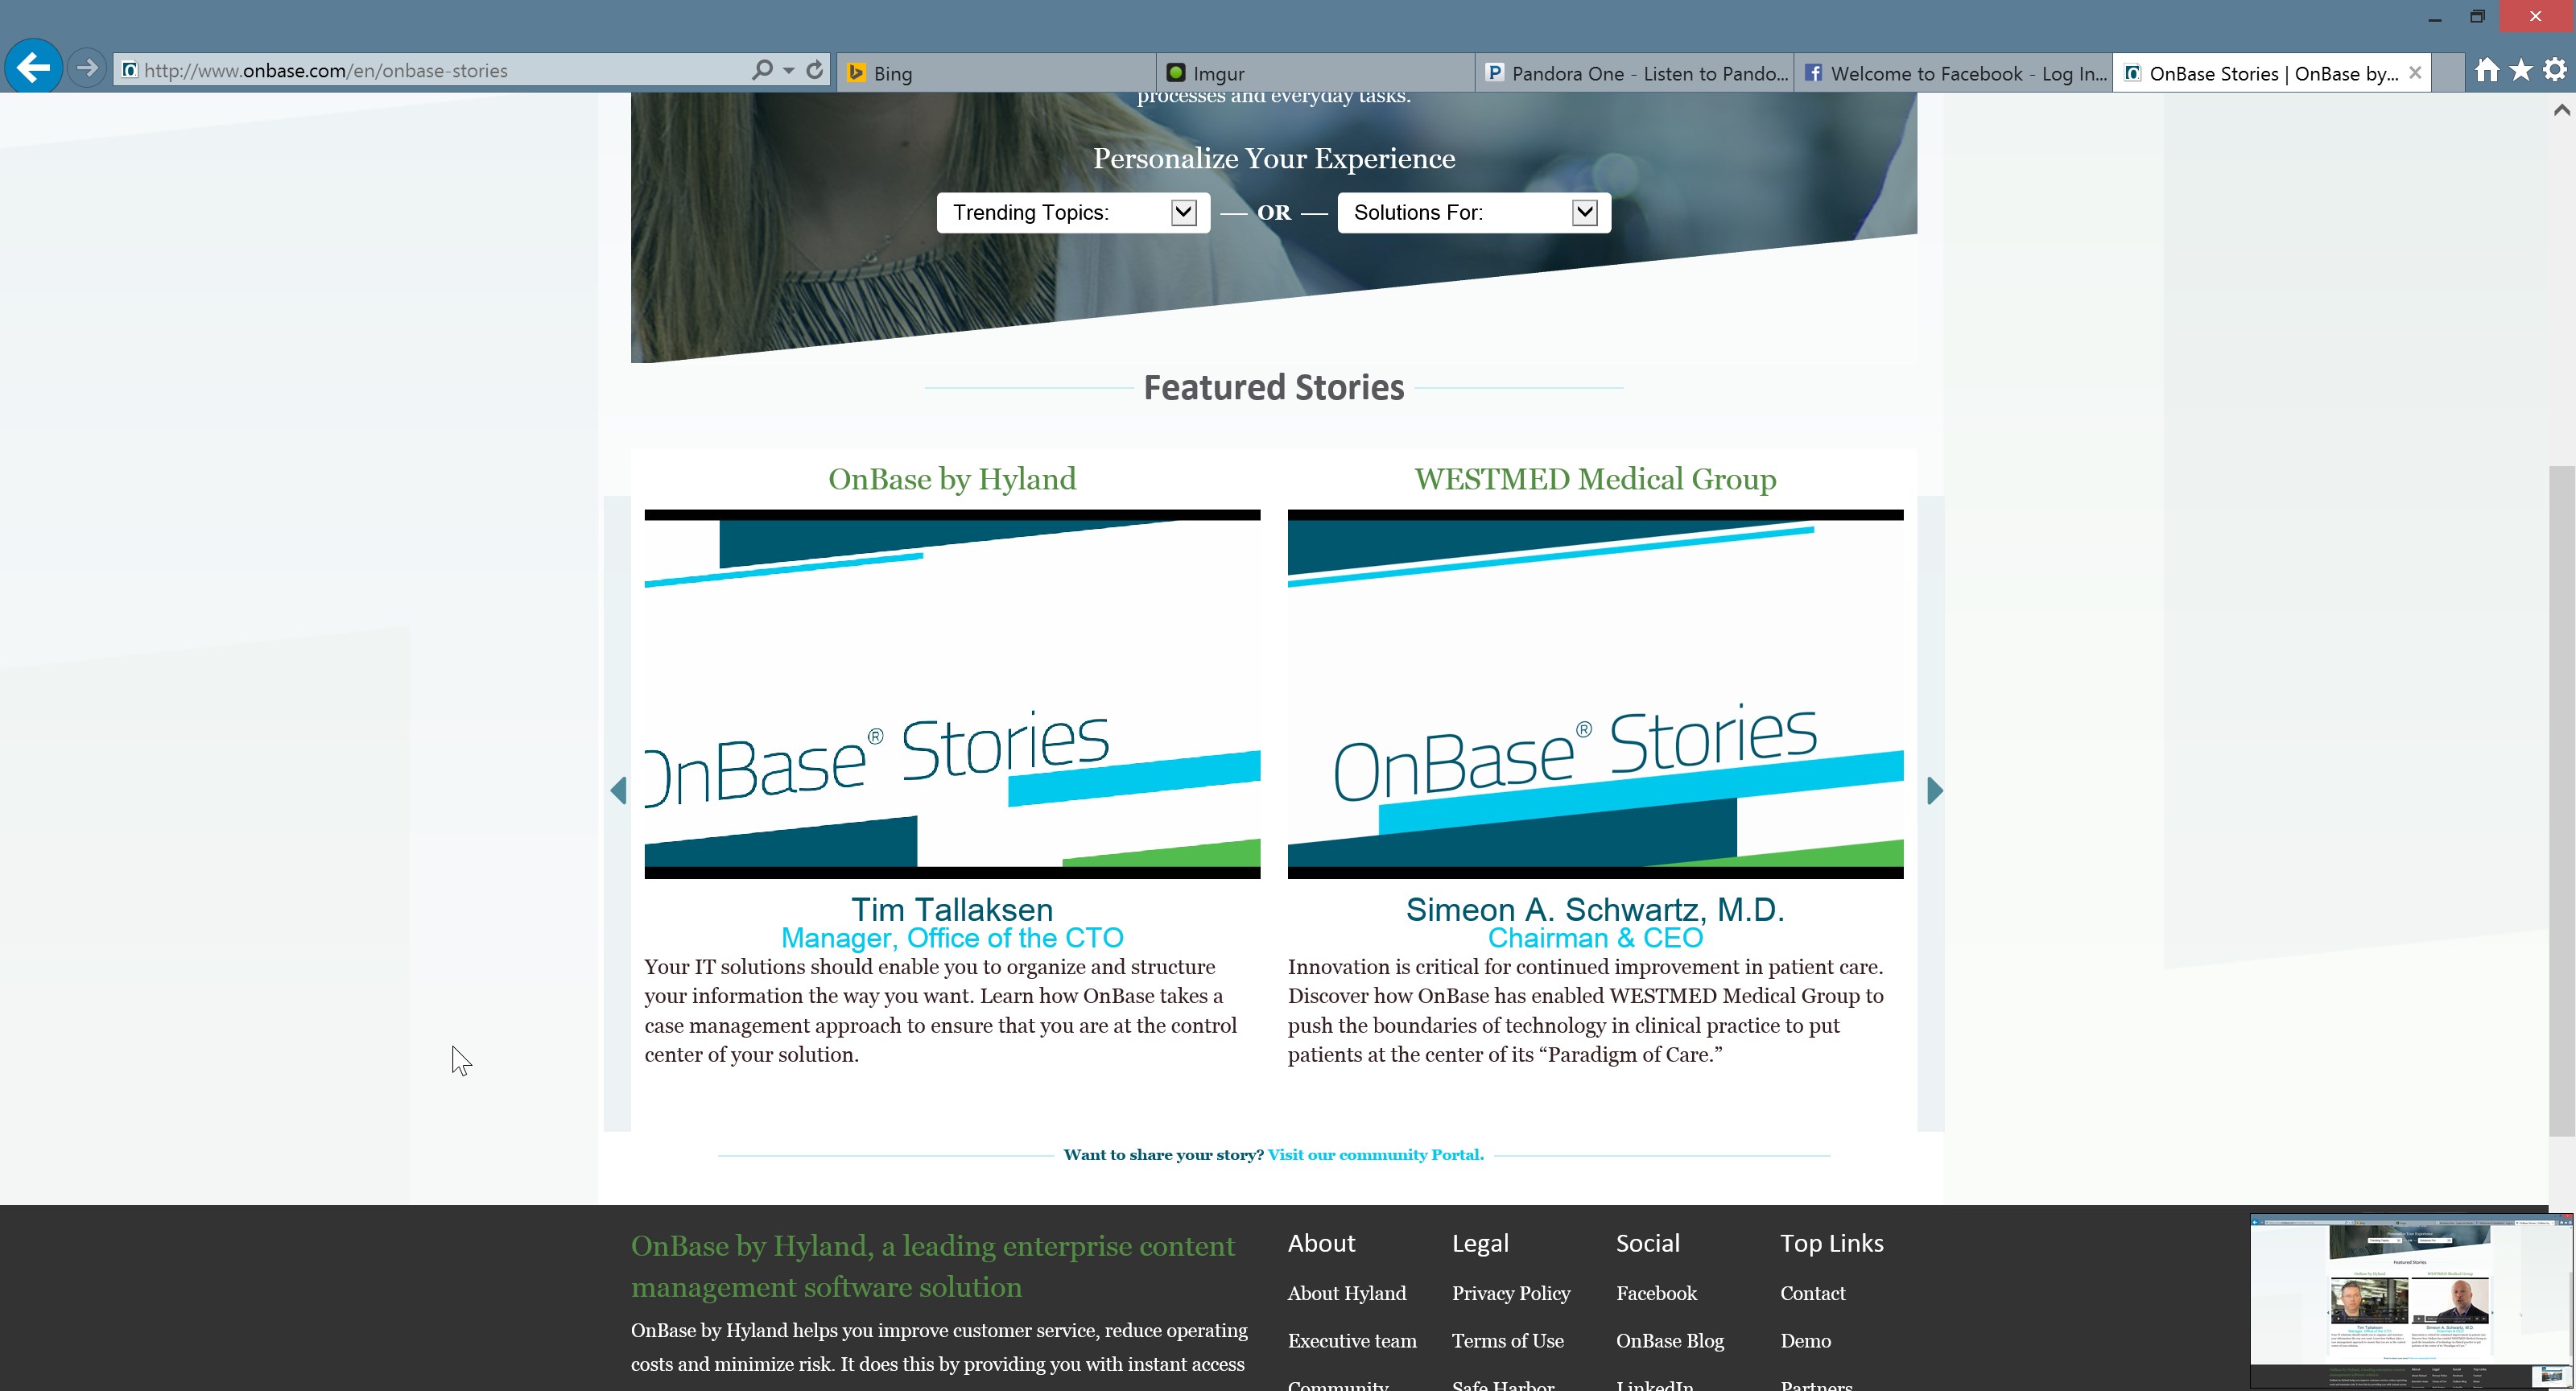 http://www.onbase.com/en/onbase-stories
Bing
Imgur
Pandora One - Listen to Pando...
Welcome to Facebook - Log In...
OnBase Stories | OnBase by...
processes and everyday tasks.
Personalize Your Experience
Trending Topics:
OR
Solutions For:
Featured Stories
OnBase by Hyland
WESTMED Medical Group
OnBase® Stories
OnBase® Stories
Tim Tallaksen
Simeon A. Schwartz, M.D.
Manager, Office of the CTO
Chairman & CEO
Your IT solutions should enable you to organize and structure
your information the way you want. Learn how OnBase takes a
case management approach to ensure that you are at the control
center of your solution.
Innovation is critical for continued improvement in patient care.
Discover how OnBase has enabled WESTMED Medical Group to
push the boundaries of technology in clinical practice to put
patients at the center of its “Paradigm of Care.”
Want to share your story? Visit our community Portal.
OnBase by Hyland, a leading enterprise content
management software solution
OnBase by Hyland helps you improve customer service, reduce operating
costs and minimize risk. It does this by providing you with instant access
About
About Hyland
Executive team
Community
Legal
Privacy Policy
Terms of Use
Safe Harbor
Social
Facebook
OnBase Blog
LinkedIn
Top Links
Contact
Demo
Partners